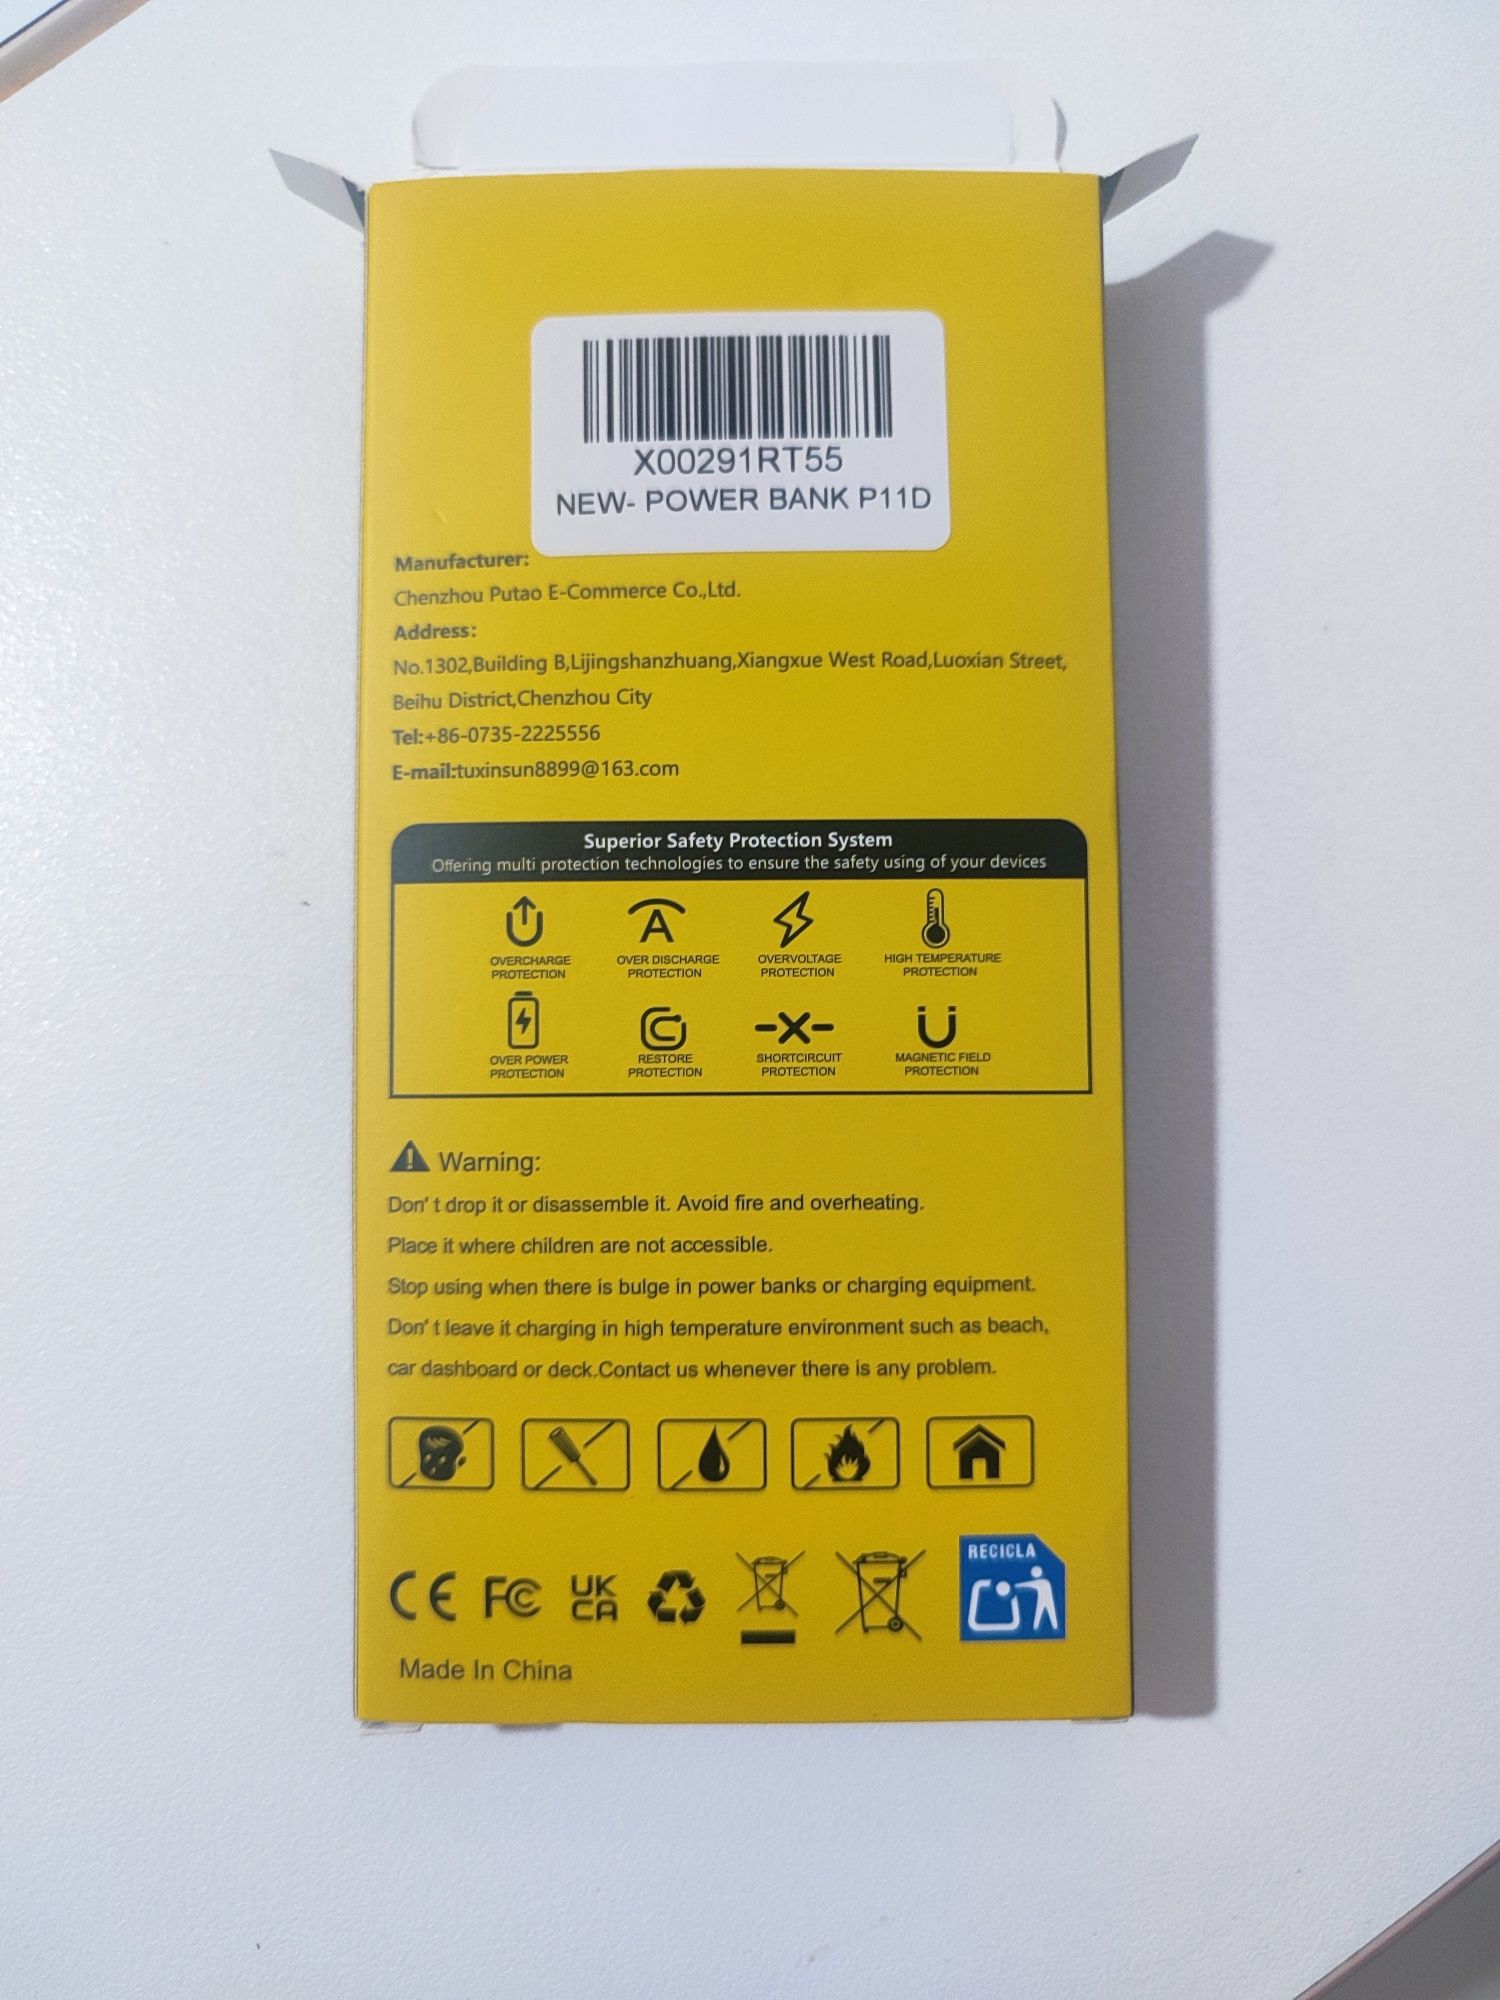 X00291RT55
NEW- POWER BANK P11D
Manufacturer:
Chenzhou Putao E-Commerce Co.,Ltd.
Address:
No.1302,Building B,Lijingshanzhuang,Xiangxue West Road,Luoxian Street,
Beihu District,Chenzhou City
Tel:+86-0735-2225556
E-mail:tuxinsun8899@163.com
Superior Safety Protection System
Offering multi protection technologies to ensure the safety using of your devices
OVERCHARGE PROTECTION
OVER DISCHARGE PROTECTION
OVERVOLTAGE PROTECTION
HIGH TEMPERATURE PROTECTION
OVER POWER PROTECTION
RESTORE PROTECTION
SHORTCIRCUIT PROTECTION
MAGNETIC FIELD PROTECTION
Warning:
Don't drop it or disassemble it. Avoid fire and overheating.
Place it where children are not accessible.
Stop using when there is bulge in power banks or charging equipment.
Don't leave it charging in high temperature environment such as beach,
car dashboard or deck.Contact us whenever there is any problem.
CE FC UK CA
RECICLA
Made In China